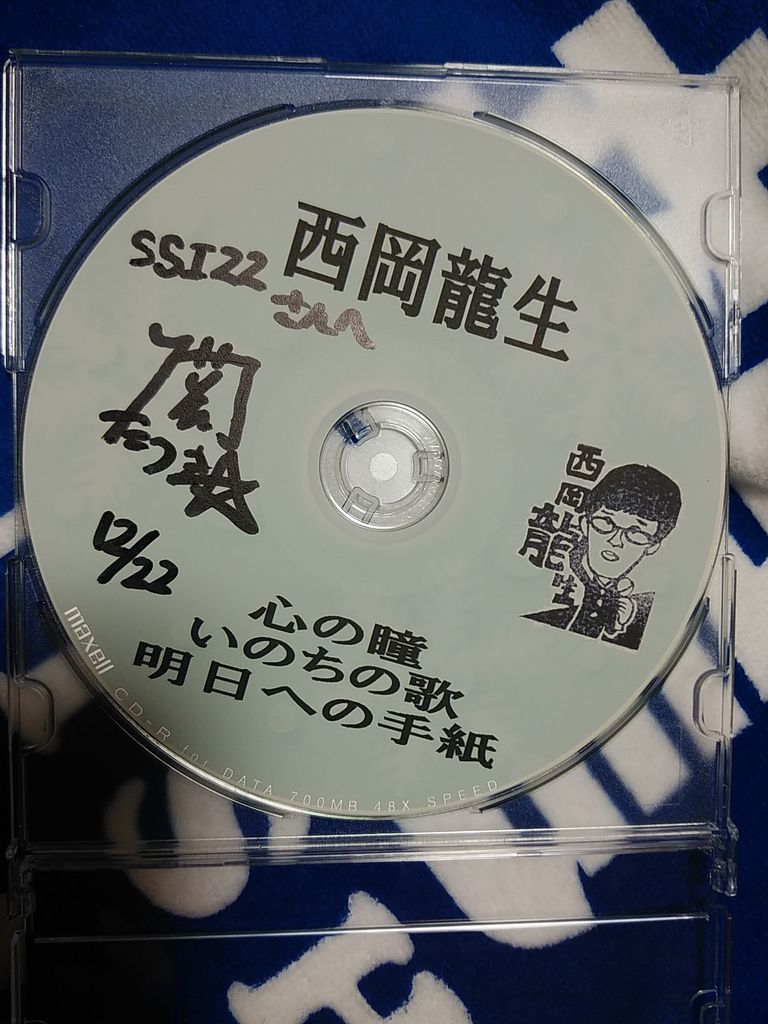 西岡龍生
SSI22
さんへ
たつ
12/22
西岡龍生
心の瞳
いのちの歌
明日への手紙
maxell CD-R for DATA 700MB 48X SPEED